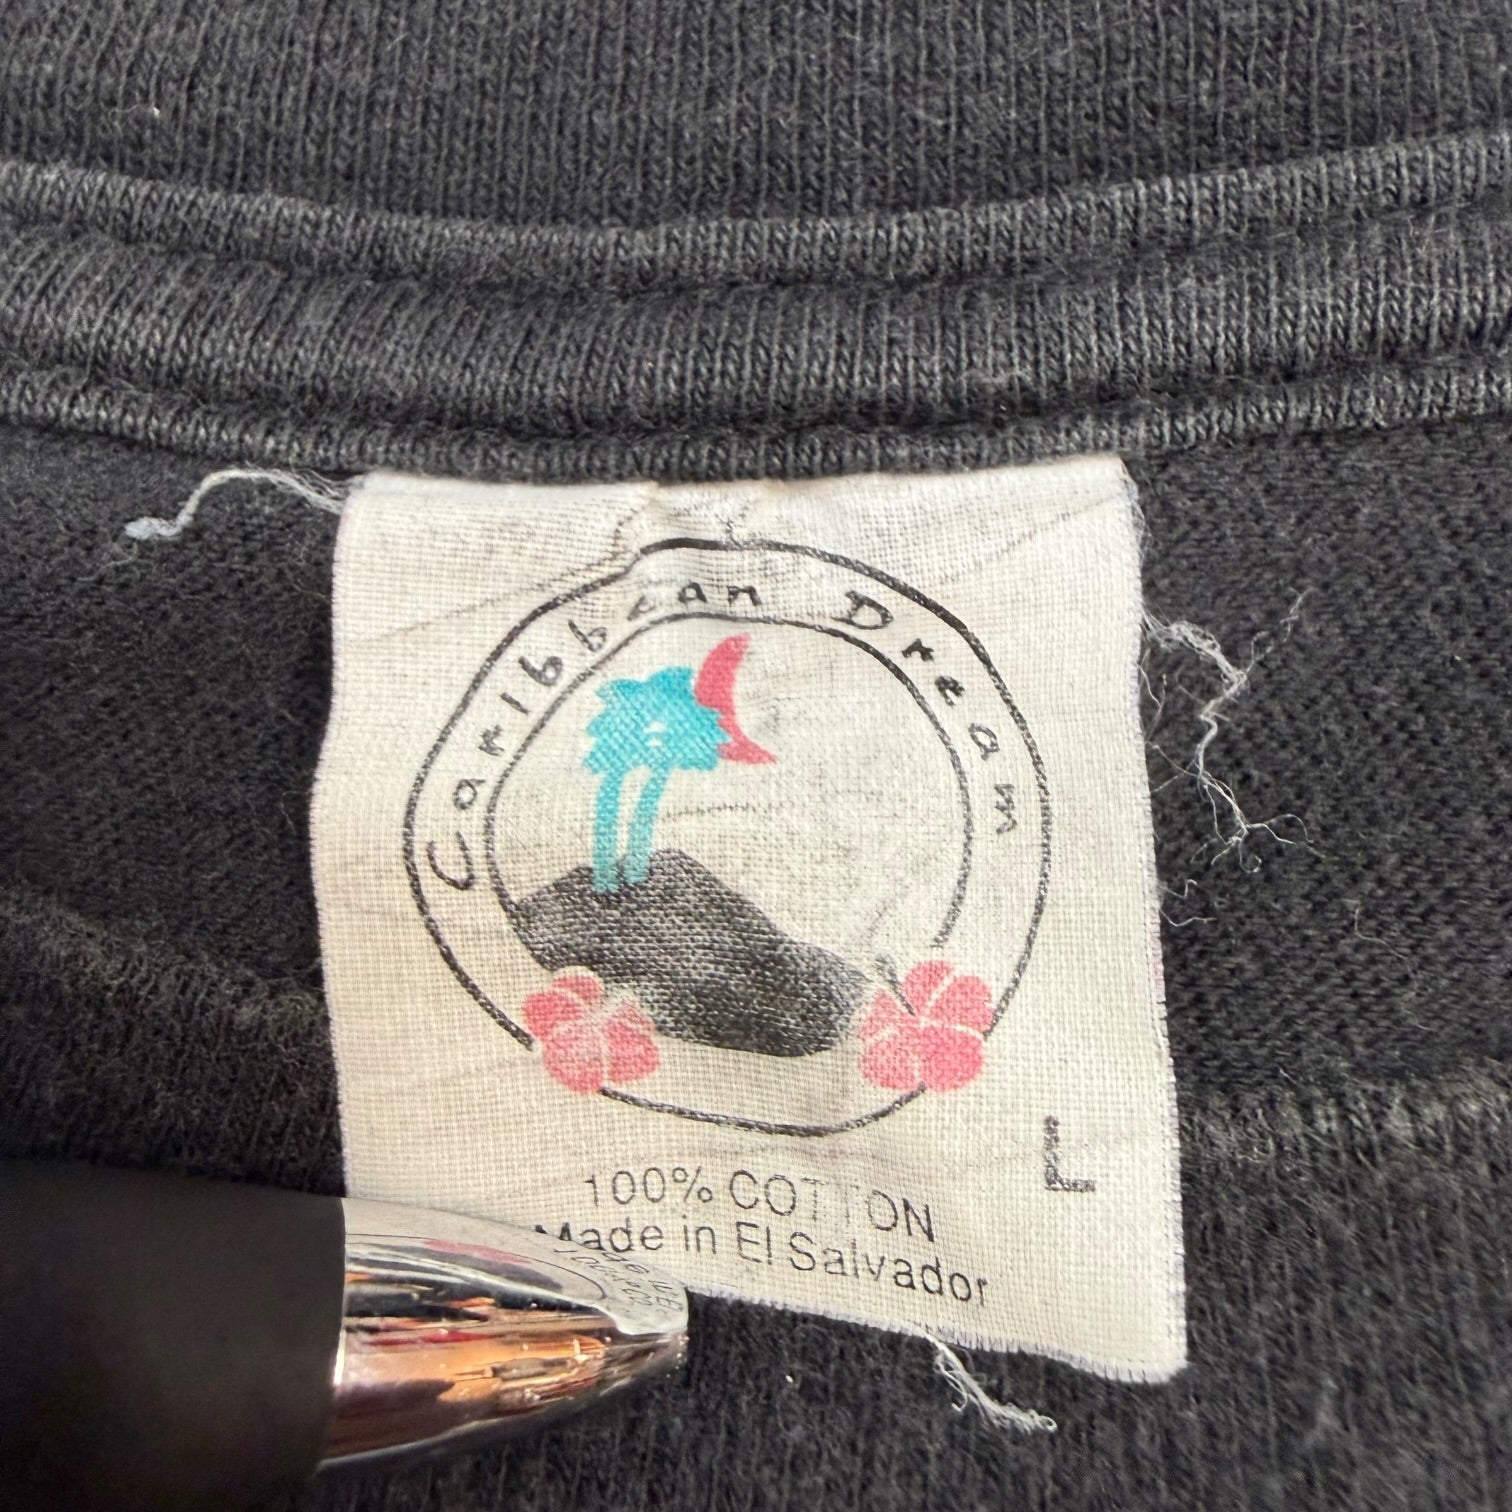 Caribbean Dream
L
100% COTTON
Made in El Salvador